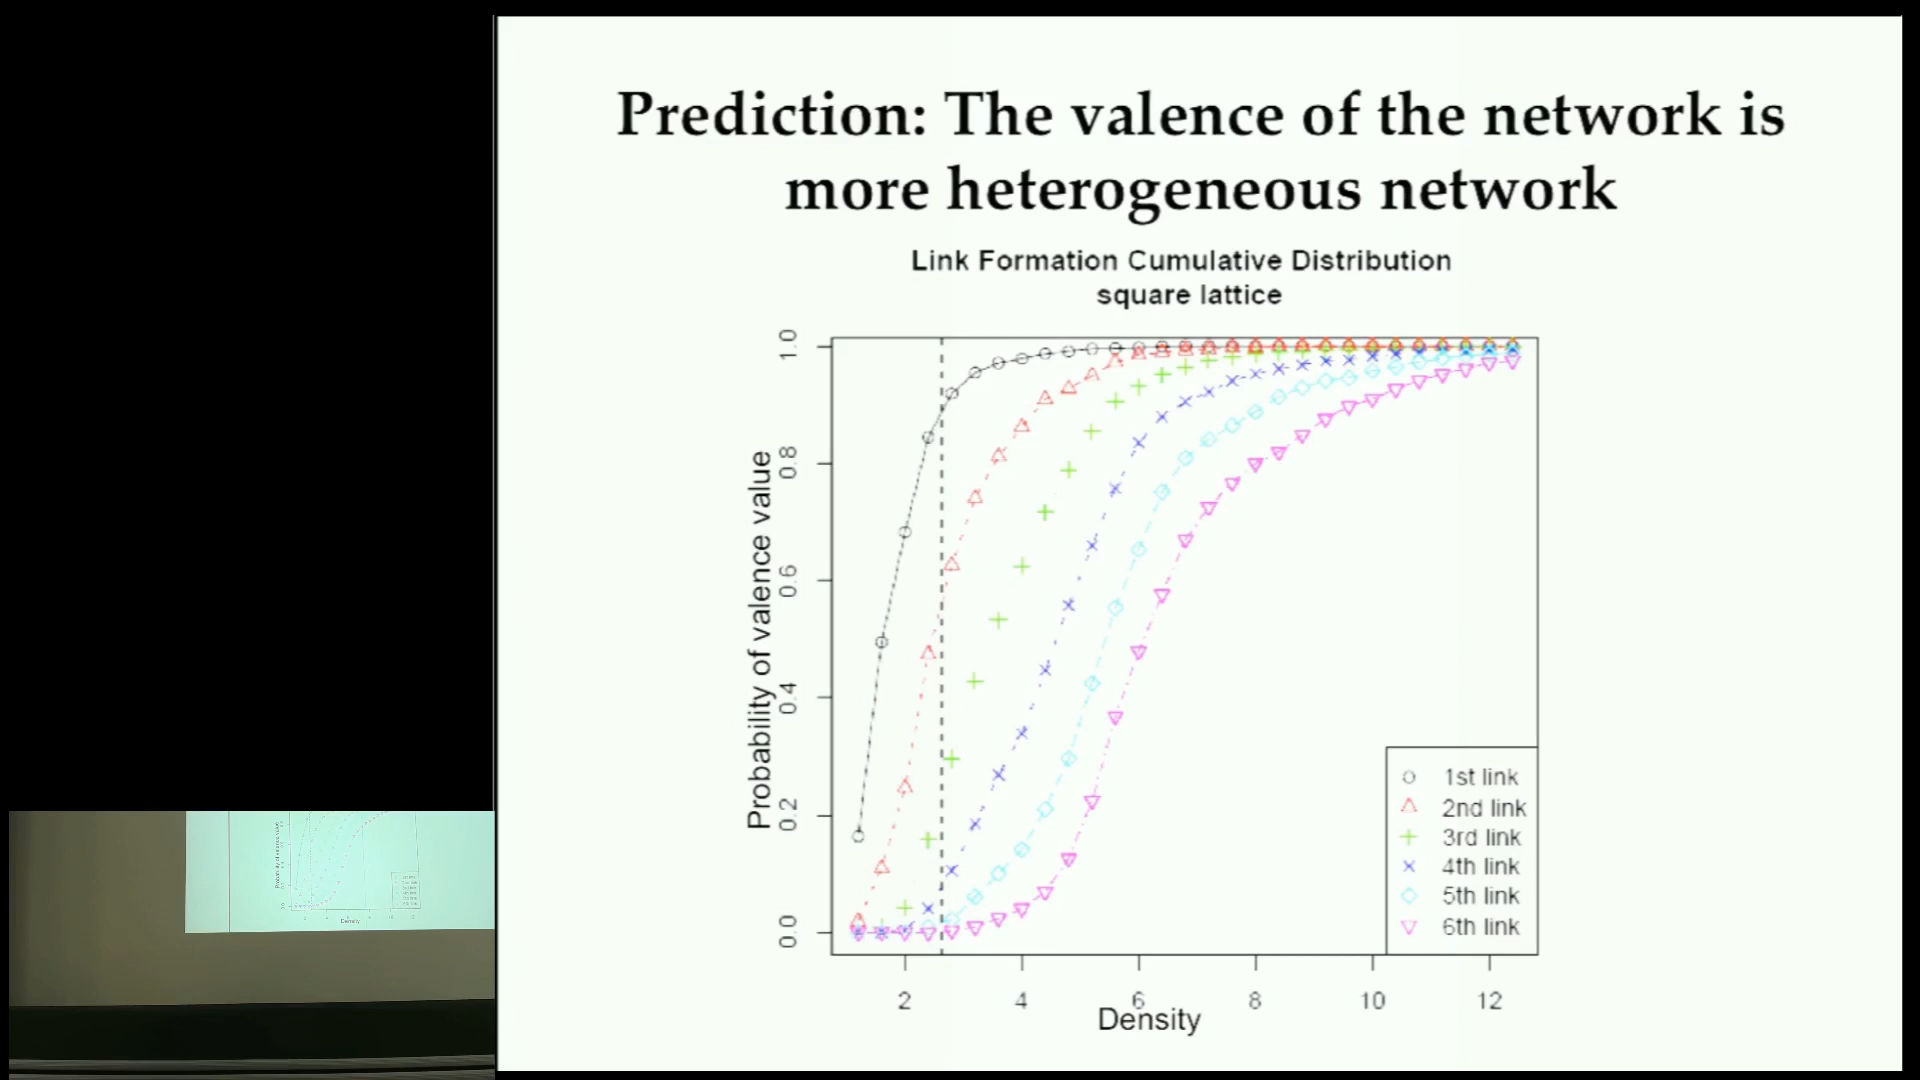 Prediction: The valence of the network is
more heterogeneous network
Link Formation Cumulative Distribution
square lattice
Probability of valence value
1.0
0.8
0.6
0.4
0.2
0.0
2 4 6 8 10 12
Density
1st link
2nd link
3rd link
4th link
5th link
6th link
Density